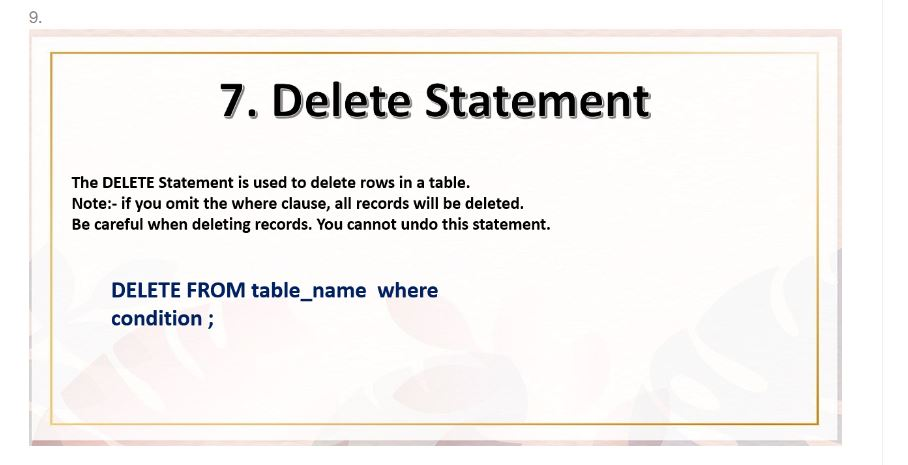 9.
7. Delete Statement
The DELETE Statement is used to delete rows in a table.
Note:- if you omit the where clause, all records will be deleted.
Be careful when deleting records. You cannot undo this statement.
DELETE FROM table_name  where
condition ;